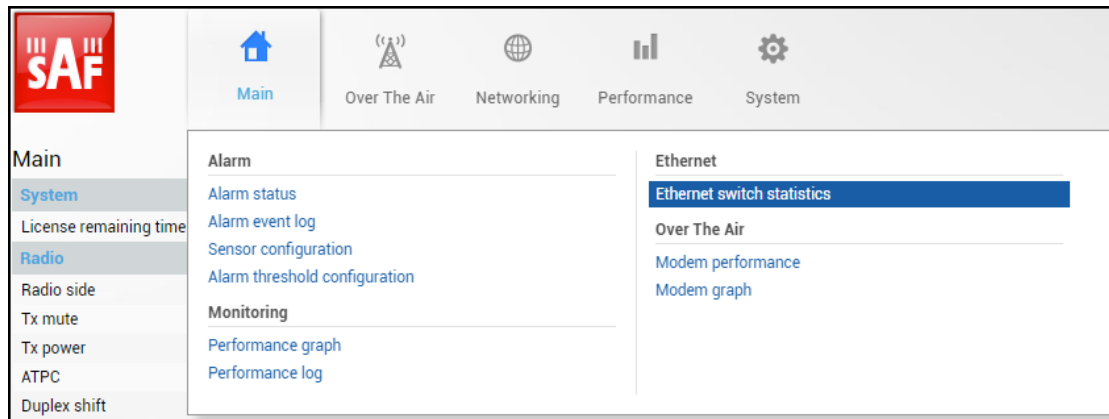 SAF
Main
Over The Air
Networking
Performance
System
Main
System
License remaining time
Radio
Radio side
Tx mute
Tx power
ATPC
Duplex shift
Alarm
Alarm status
Alarm event log
Sensor configuration
Alarm threshold configuration
Monitoring
Performance graph
Performance log
Ethernet
Ethernet switch statistics
Over The Air
Modem performance
Modem graph